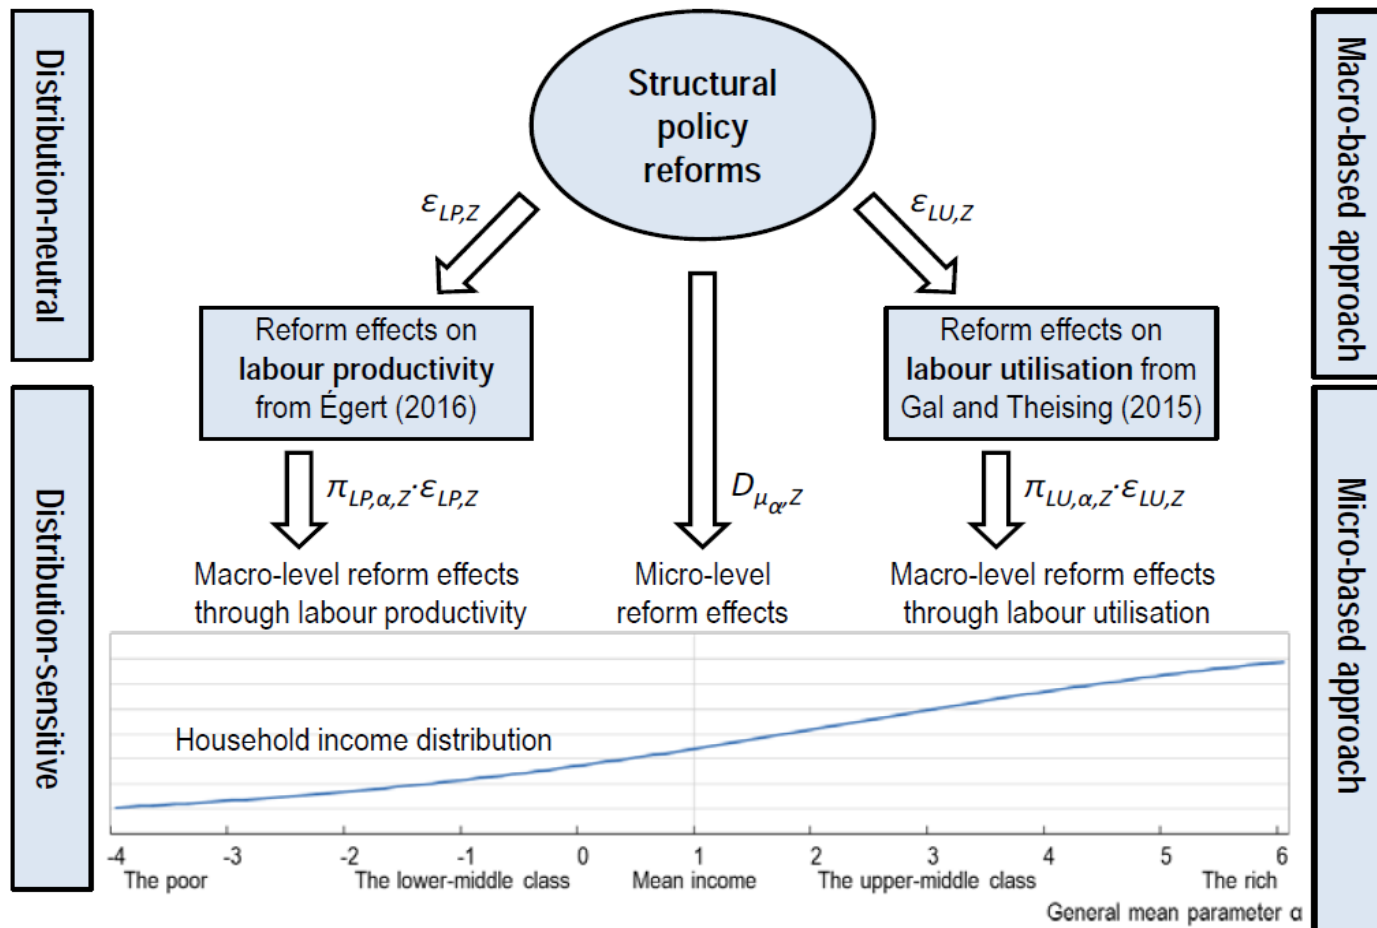 Distribution-neutral
Macro-based approach
Structural
policy
reforms
ε_{LP,Z}
ε_{LU,Z}
Reform effects on
labour productivity
from Égert (2016)
Reform effects on
labour utilisation from
Gal and Theising (2015)
Distribution-sensitive
Micro-based approach
π_{LP,α,Z}·ε_{LP,Z}
D_{μ_α,Z}
π_{LU,α,Z}·ε_{LU,Z}
Macro-level reform effects
through labour productivity
Micro-level
reform effects
Macro-level reform effects
through labour utilisation
Household income distribution
-4 -3 -2 -1 0 1 2 3 4 5 6
The poor The lower-middle class Mean income The upper-middle class The rich
General mean parameter α